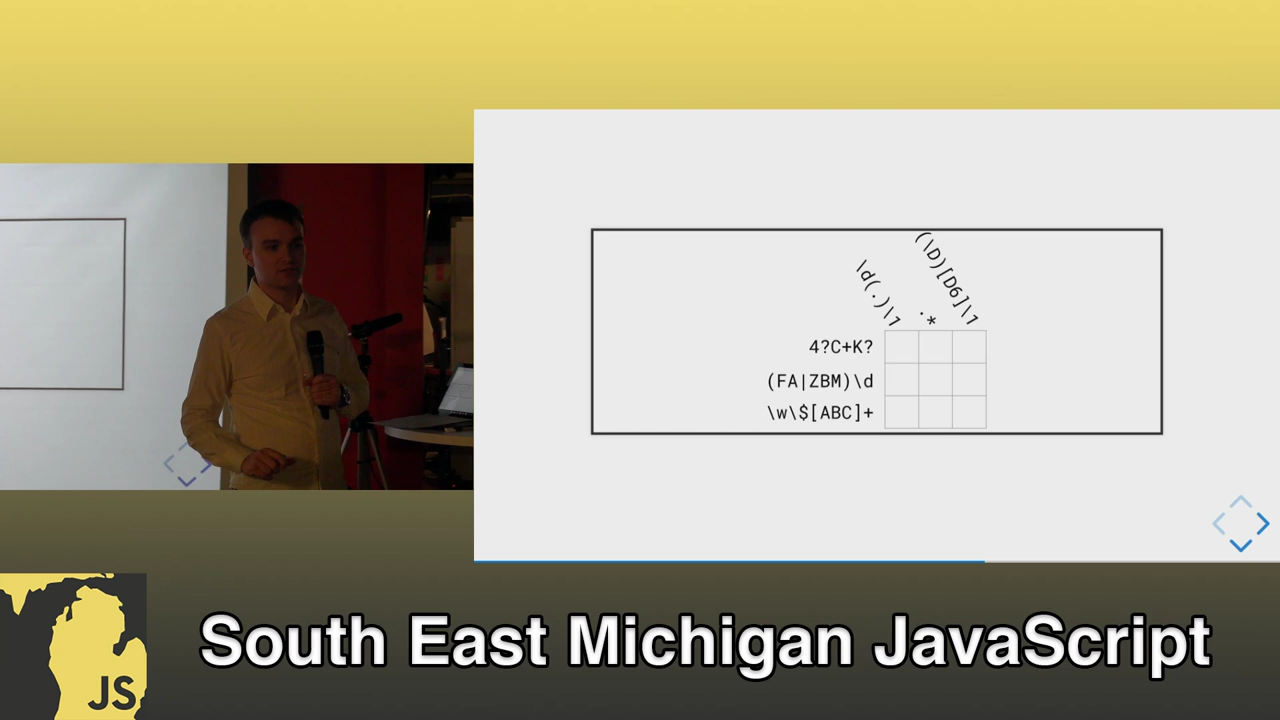 \d(.)\1
.*
(\D)[D6]\1
4?C+K?
(FA|ZBM)\d
\w\$[ABC]+
JS
South East Michigan JavaScript